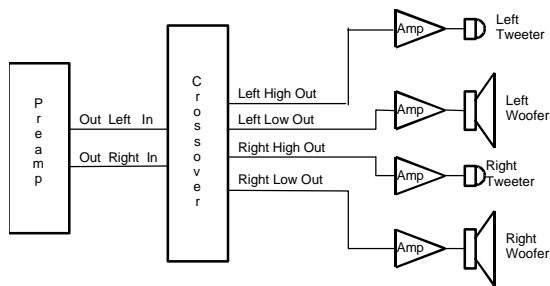 Preamp
Out Left In
Out Right In
Crossover
Left High Out
Left Low Out
Right High Out
Right Low Out
Amp
Left
Tweeter
Amp
Left
Woofer
Amp
Right
Tweeter
Amp
Right
Woofer